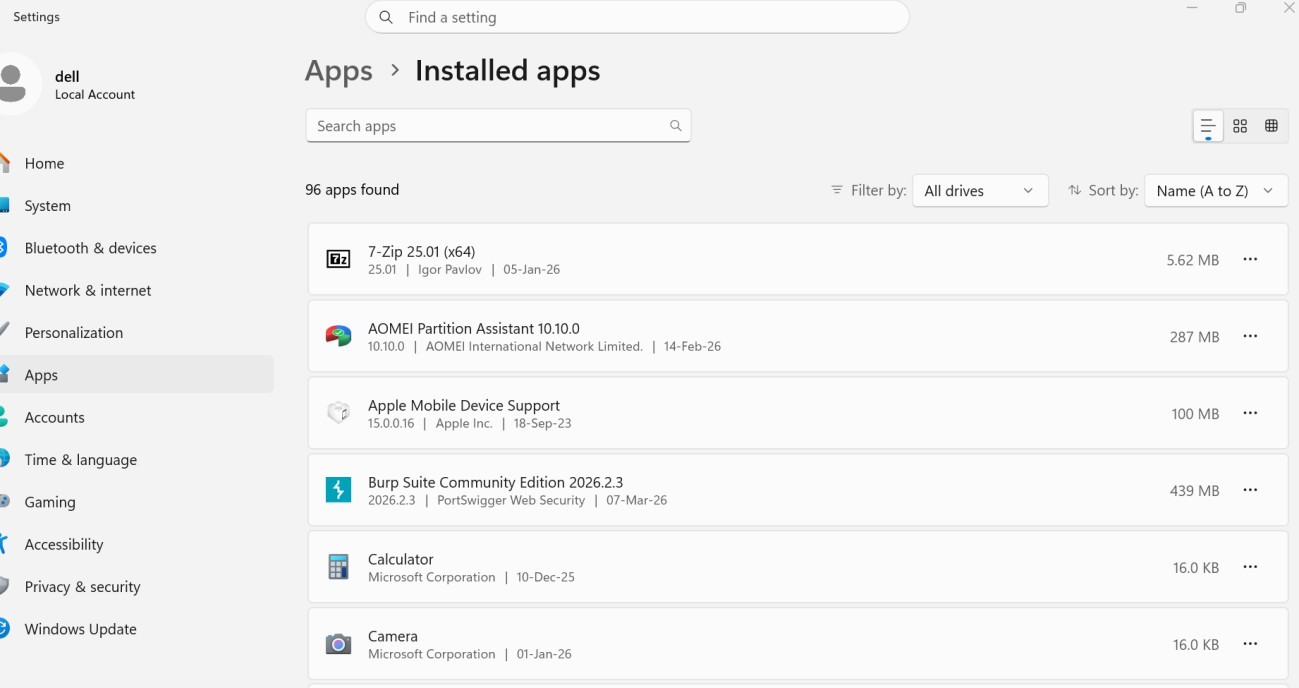 Settings
Find a setting
dell
Local Account
Home
System
Bluetooth & devices
Network & internet
Personalization
Apps
Accounts
Time & language
Gaming
Accessibility
Privacy & security
Windows Update
Apps > Installed apps
Search apps
96 apps found
Filter by: All drives
Sort by: Name (A to Z)
7-Zip 25.01 (x64)
25.01 | Igor Pavlov | 05-Jan-26
5.62 MB
AOMEI Partition Assistant 10.10.0
10.10.0 | AOMEI International Network Limited. | 14-Feb-26
287 MB
Apple Mobile Device Support
15.0.0.16 | Apple Inc. | 18-Sep-23
100 MB
Burp Suite Community Edition 2026.2.3
2026.2.3 | PortSwigger Web Security | 07-Mar-26
439 MB
Calculator
Microsoft Corporation | 10-Dec-25
16.0 KB
Camera
Microsoft Corporation | 01-Jan-26
16.0 KB